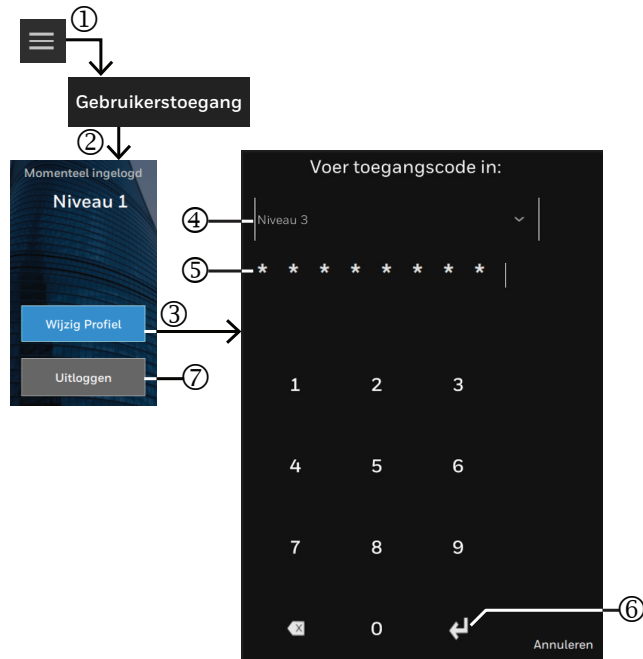 ①
Gebruikerstoegang
②
Momenteel ingelogd
Niveau 1
Wijzig Profiel
③
Uitloggen
⑦
Voer toegangscode in:
④
Niveau 3
⑤
* * * * * * * *
1 2 3
4 5 6
7 8 9
0
⑥
Annuleren